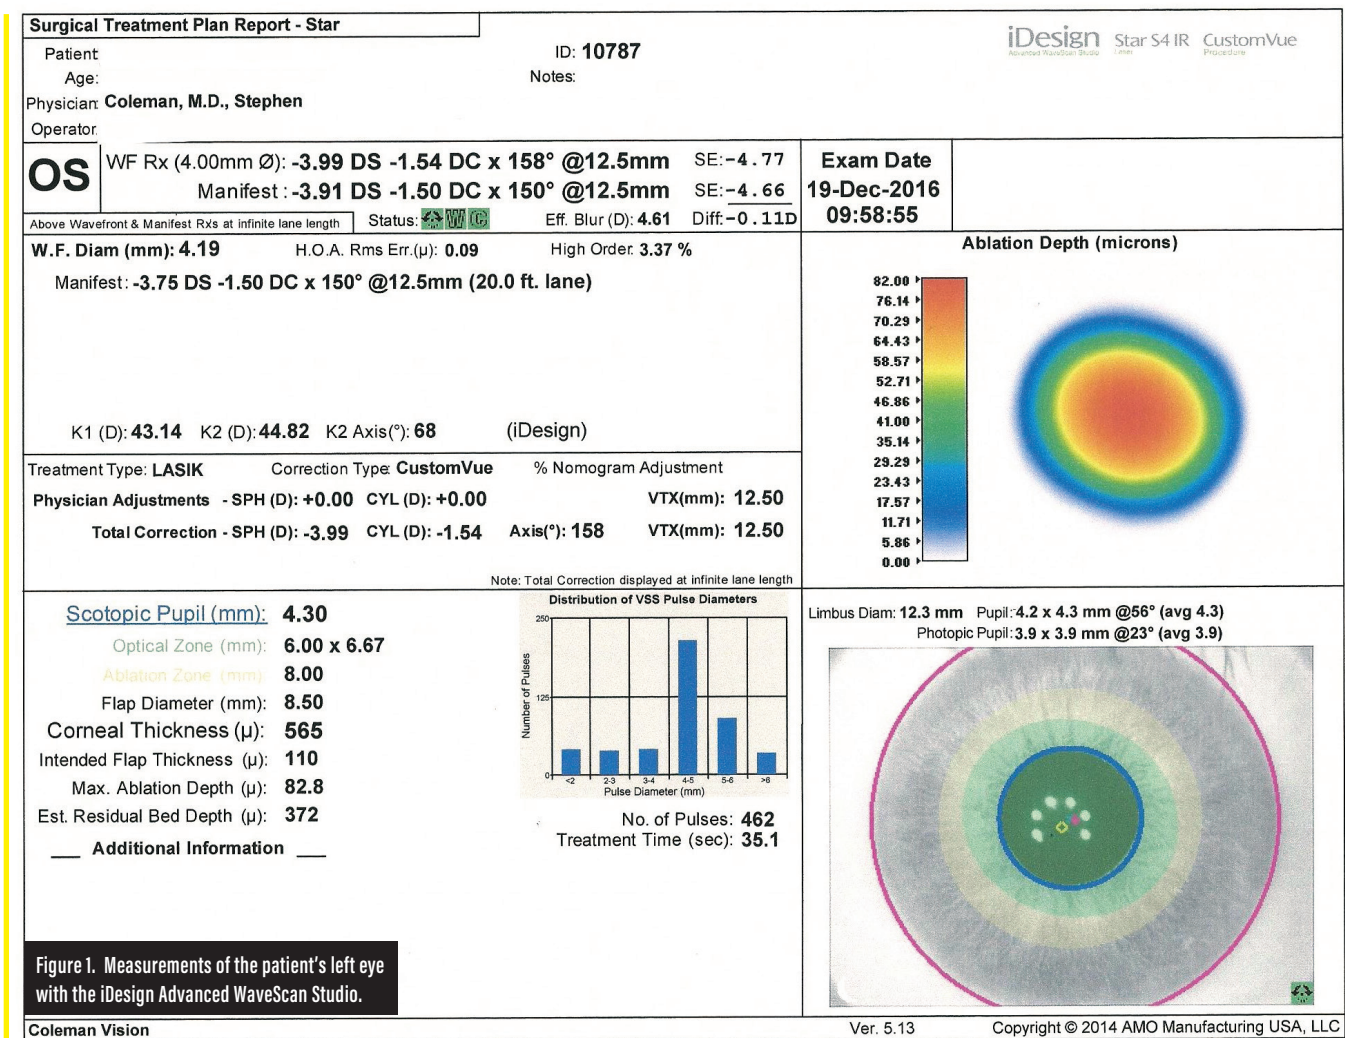 Surgical Treatment Plan Report - Star
Patient
ID: 10787
iDesign Star S4 IR CustomVue
Advanced WaveScan Studio Laser Procedure
Age:
Notes:
Physician: Coleman, M.D., Stephen
Operator.
OS
WF Rx (4.00mm Ø): -3.99 DS -1.54 DC x 158° @12.5mm SE:-4.77
Manifest : -3.91 DS -1.50 DC x 150° @12.5mm SE:-4.66
Above Wavefront & Manifest Rx's at infinite lane length
Status: W C Eff. Blur (D): 4.61 Diff:-0.11D
Exam Date
19-Dec-2016
09:58:55
W.F. Diam (mm): 4.19 H.O.A. Rms Err.(µ): 0.09 High Order: 3.37 %
Manifest: -3.75 DS -1.50 DC x 150° @12.5mm (20.0 ft. lane)
K1 (D): 43.14 K2 (D): 44.82 K2 Axis(°): 68 (iDesign)
Ablation Depth (microns)
82.00
76.14
70.29
64.43
58.57
52.71
46.86
41.00
35.14
29.29
23.43
17.57
11.71
5.86
0.00
Treatment Type: LASIK Correction Type: CustomVue % Nomogram Adjustment
Physician Adjustments - SPH (D): +0.00 CYL (D): +0.00 VTX(mm): 12.50
Total Correction - SPH (D): -3.99 CYL (D): -1.54 Axis(°): 158 VTX(mm): 12.50
Note: Total Correction displayed at infinite lane length
Scotopic Pupil (mm): 4.30
Optical Zone (mm): 6.00 x 6.67
Ablation Zone (mm): 8.00
Flap Diameter (mm): 8.50
Corneal Thickness (µ): 565
Intended Flap Thickness (µ): 110
Max. Ablation Depth (µ): 82.8
Est. Residual Bed Depth (µ): 372
Additional Information
Distribution of VSS Pulse Diameters
Number of Pulses
250
125
0
<2 2-3 3-4 4-5 5-6 >6
Pulse Diameter (mm)
No. of Pulses: 462
Treatment Time (sec): 35.1
Limbus Diam: 12.3 mm Pupil: 4.2 x 4.3 mm @56° (avg 4.3)
Photopic Pupil: 3.9 x 3.9 mm @23° (avg 3.9)
Figure 1. Measurements of the patient's left eye
with the iDesign Advanced WaveScan Studio.
Coleman Vision
Ver. 5.13
Copyright © 2014 AMO Manufacturing USA, LLC